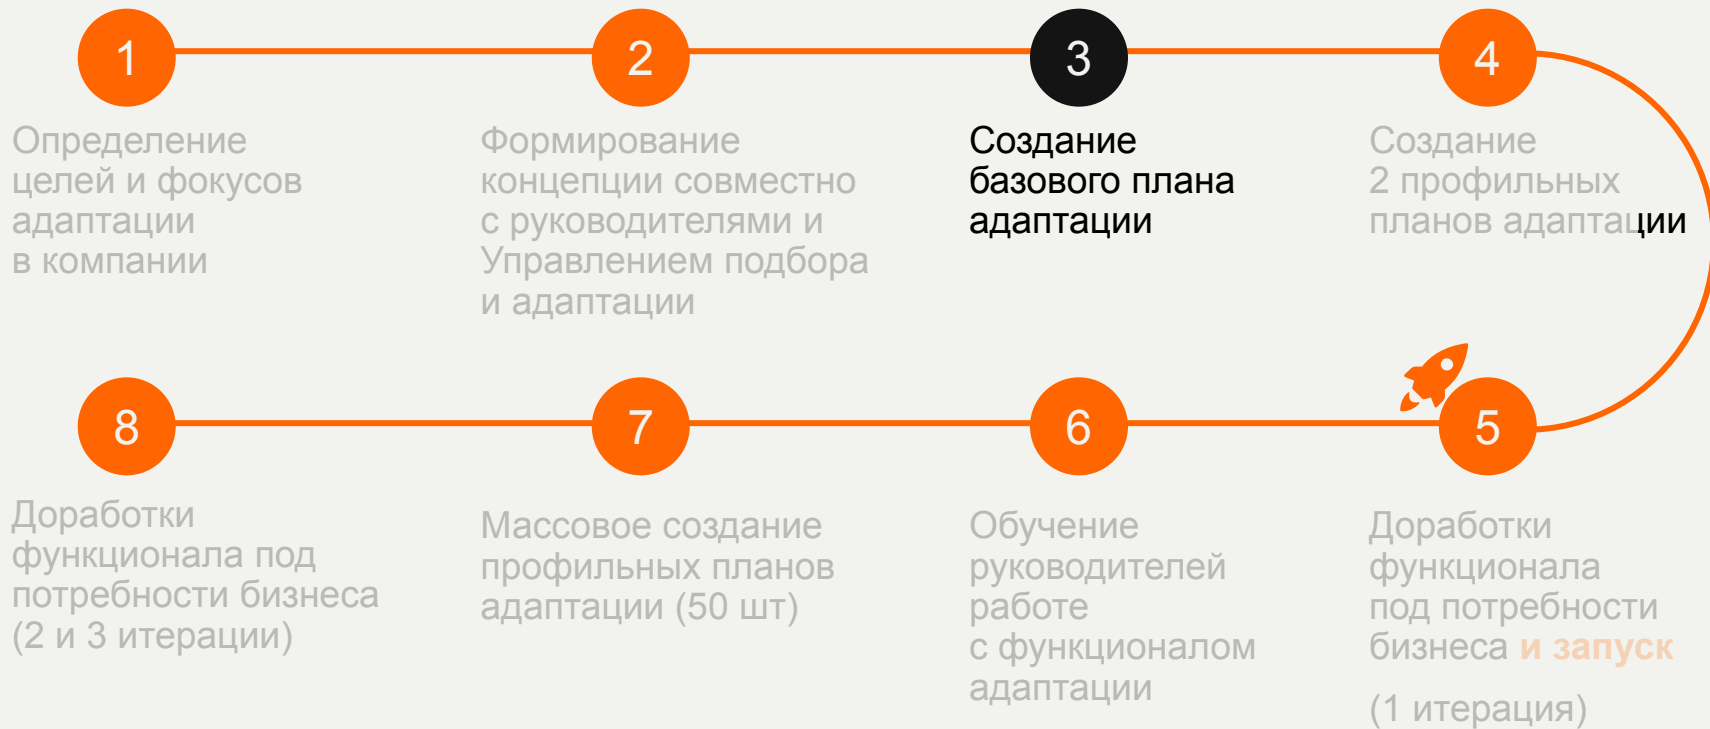 1
Определение
целей и фокусов
адаптации
в компании
2
Формирование
концепции совместно
с руководителями и
Управлением подбора
и адаптации
3
Создание
базового плана
адаптации
4
Создание
2 профильных
планов адаптации
5
Доработки
функционала
под потребности
бизнеса и запуск
(1 итерация)
6
Обучение
руководителей
работе
с функционалом
адаптации
7
Массовое создание
профильных планов
адаптации (50 шт)
8
Доработки
функционала под
потребности бизнеса
(2 и 3 итерации)